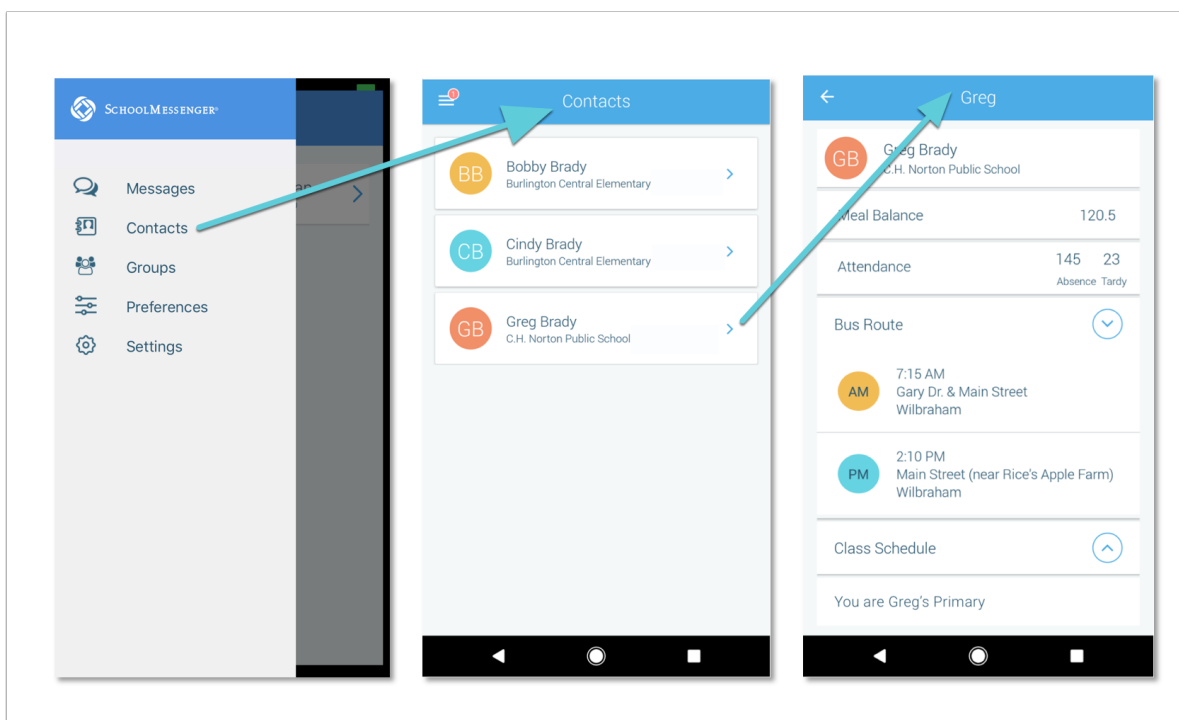 SCHOOLMESSENGER®
Messages
Contacts
Groups
Preferences
Settings
1
Contacts
BB
Bobby Brady
Burlington Central Elementary
CB
Cindy Brady
Burlington Central Elementary
GB
Greg Brady
C.H. Norton Public School
Greg
GB
Greg Brady
C.H. Norton Public School
Meal Balance 120.5
Attendance 145 23
Absence Tardy
Bus Route
AM
7:15 AM
Gary Dr. & Main Street
Wilbraham
PM
2:10 PM
Main Street (near Rice's Apple Farm)
Wilbraham
Class Schedule
You are Greg's Primary